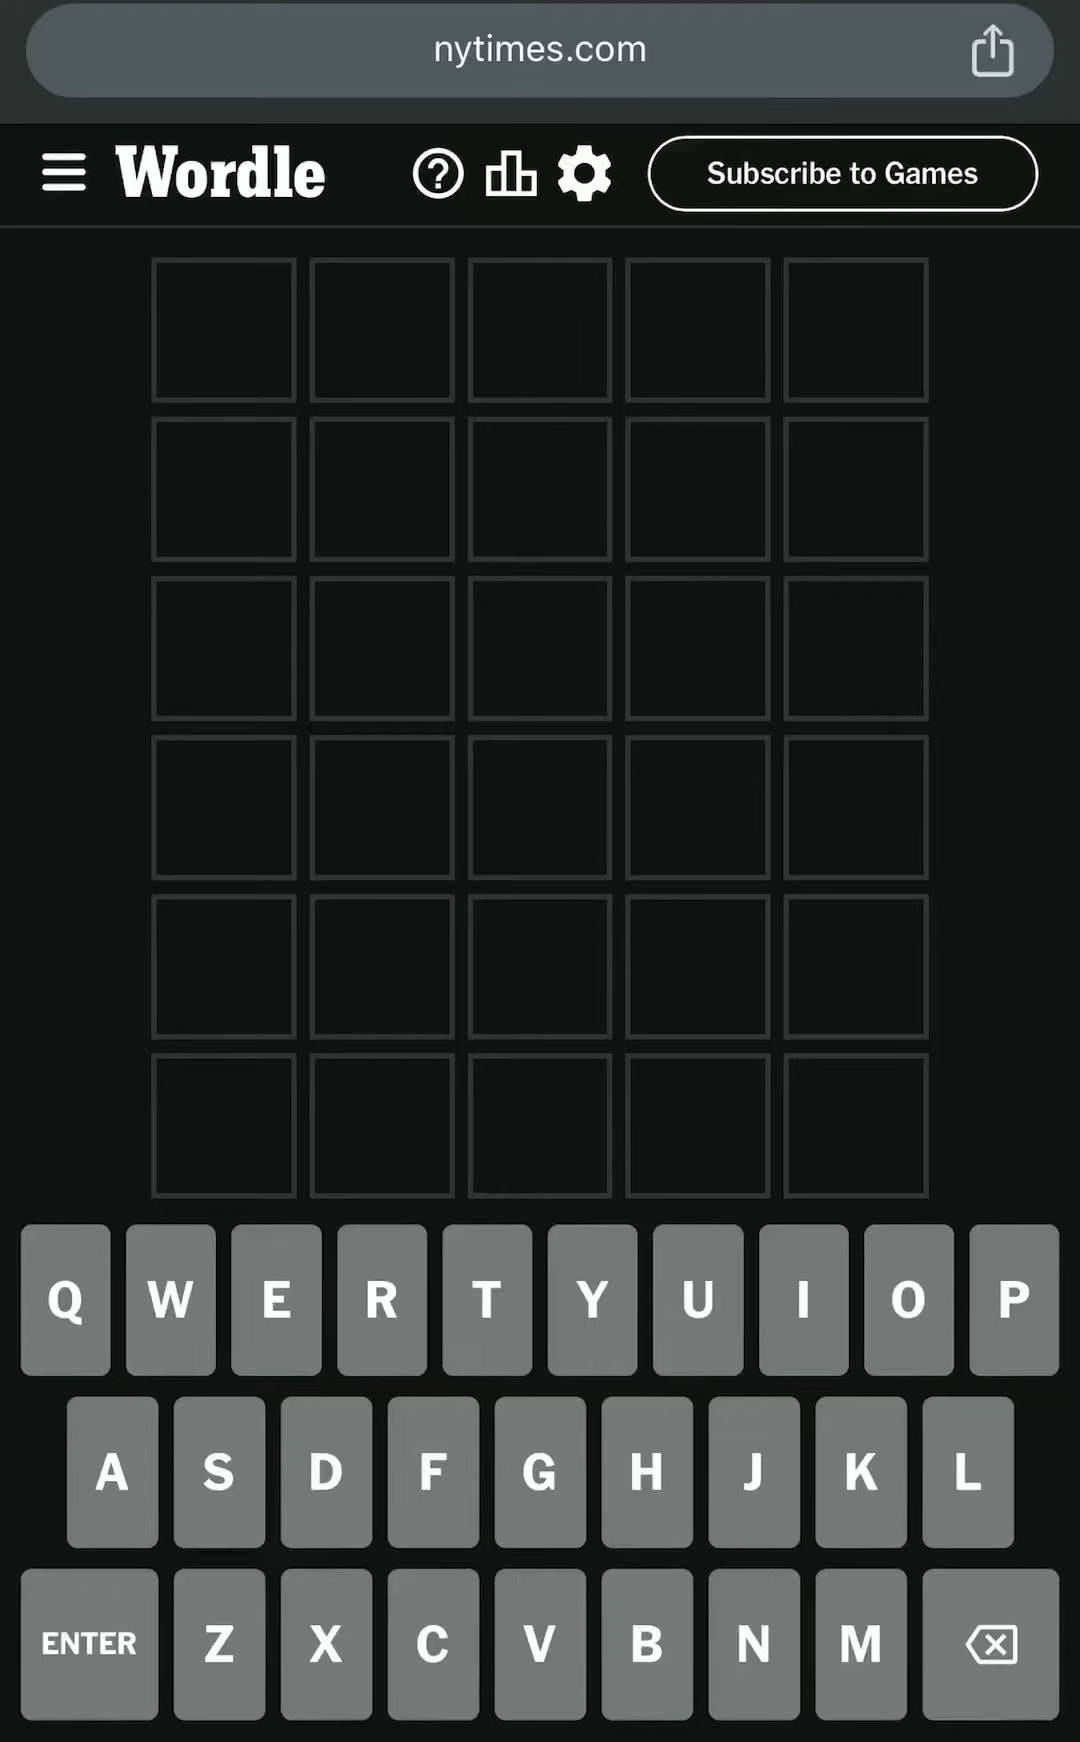 nytimes.com
Wordle ? Subscribe to Games
Q W E R T Y U I O P
A S D F G H J K L
ENTER Z X C V B N M